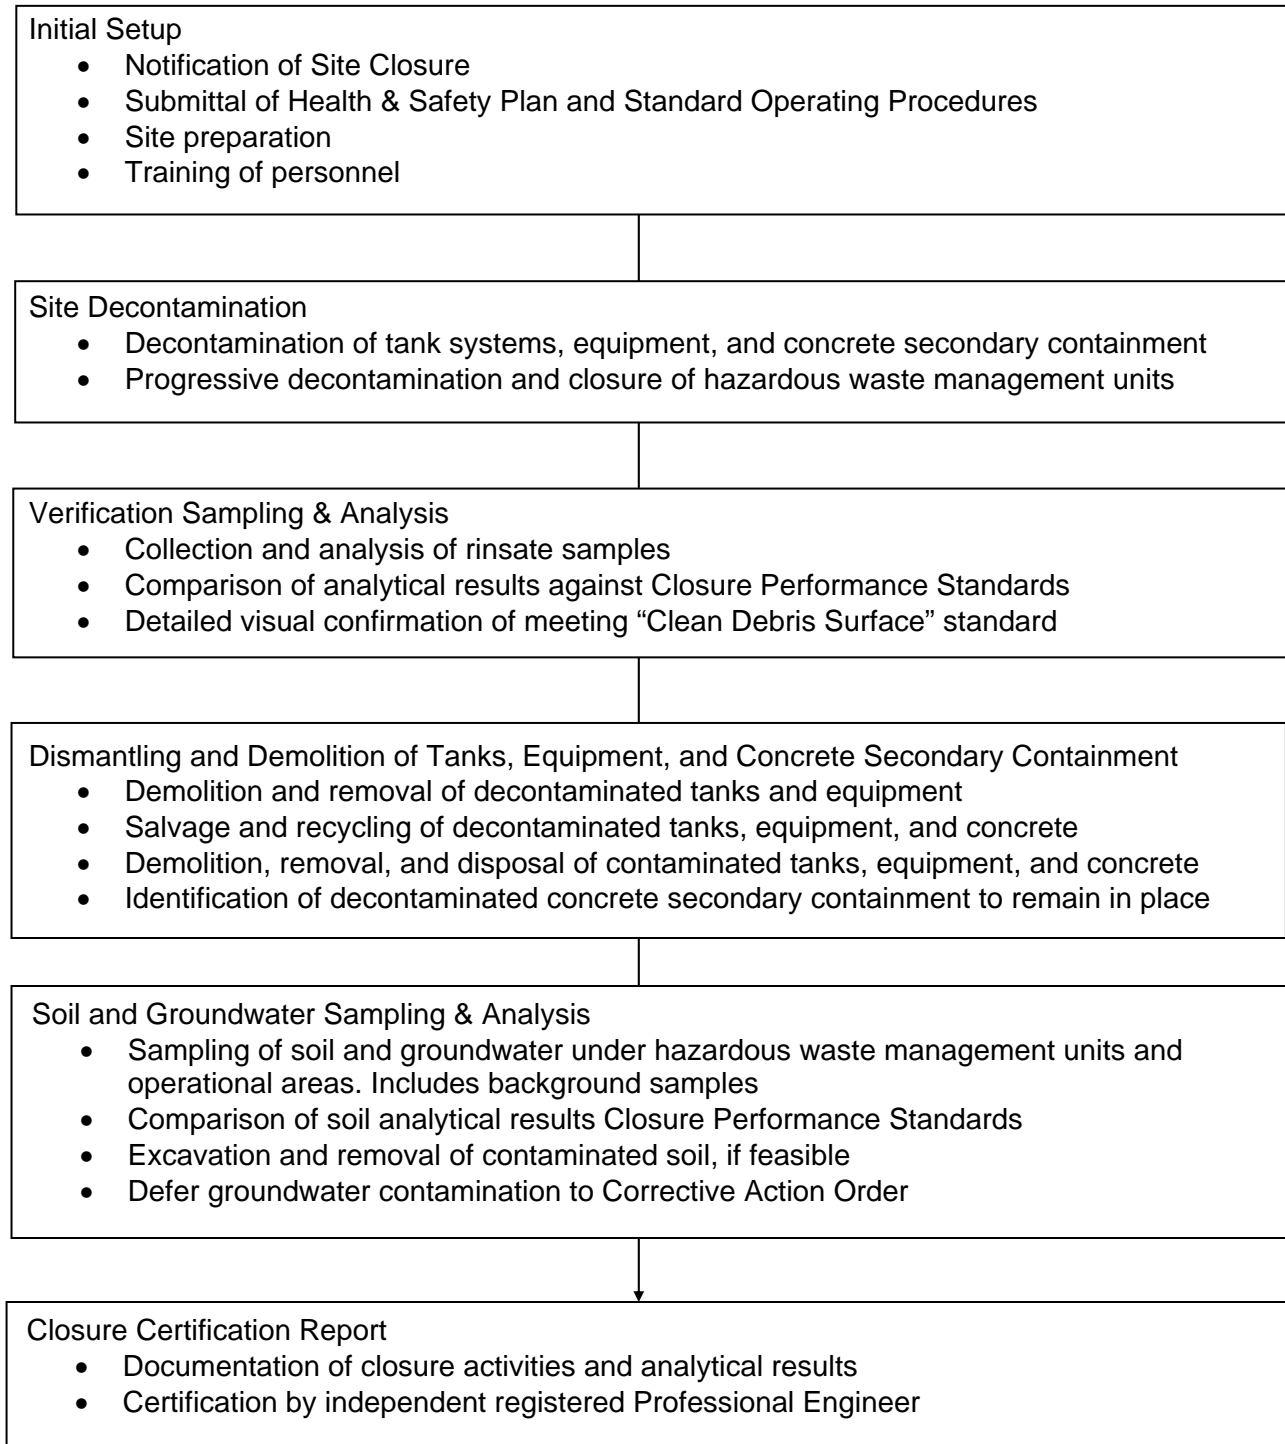 Initial Setup
• Notification of Site Closure
• Submittal of Health & Safety Plan and Standard Operating Procedures
• Site preparation
• Training of personnel
Site Decontamination
• Decontamination of tank systems, equipment, and concrete secondary containment
• Progressive decontamination and closure of hazardous waste management units
Verification Sampling & Analysis
• Collection and analysis of rinsate samples
• Comparison of analytical results against Closure Performance Standards
• Detailed visual confirmation of meeting “Clean Debris Surface” standard
Dismantling and Demolition of Tanks, Equipment, and Concrete Secondary Containment
• Demolition and removal of decontaminated tanks and equipment
• Salvage and recycling of decontaminated tanks, equipment, and concrete
• Demolition, removal, and disposal of contaminated tanks, equipment, and concrete
• Identification of decontaminated concrete secondary containment to remain in place
Soil and Groundwater Sampling & Analysis
• Sampling of soil and groundwater under hazardous waste management units and
operational areas. Includes background samples
• Comparison of soil analytical results Closure Performance Standards
• Excavation and removal of contaminated soil, if feasible
• Defer groundwater contamination to Corrective Action Order
Closure Certification Report
• Documentation of closure activities and analytical results
• Certification by independent registered Professional Engineer